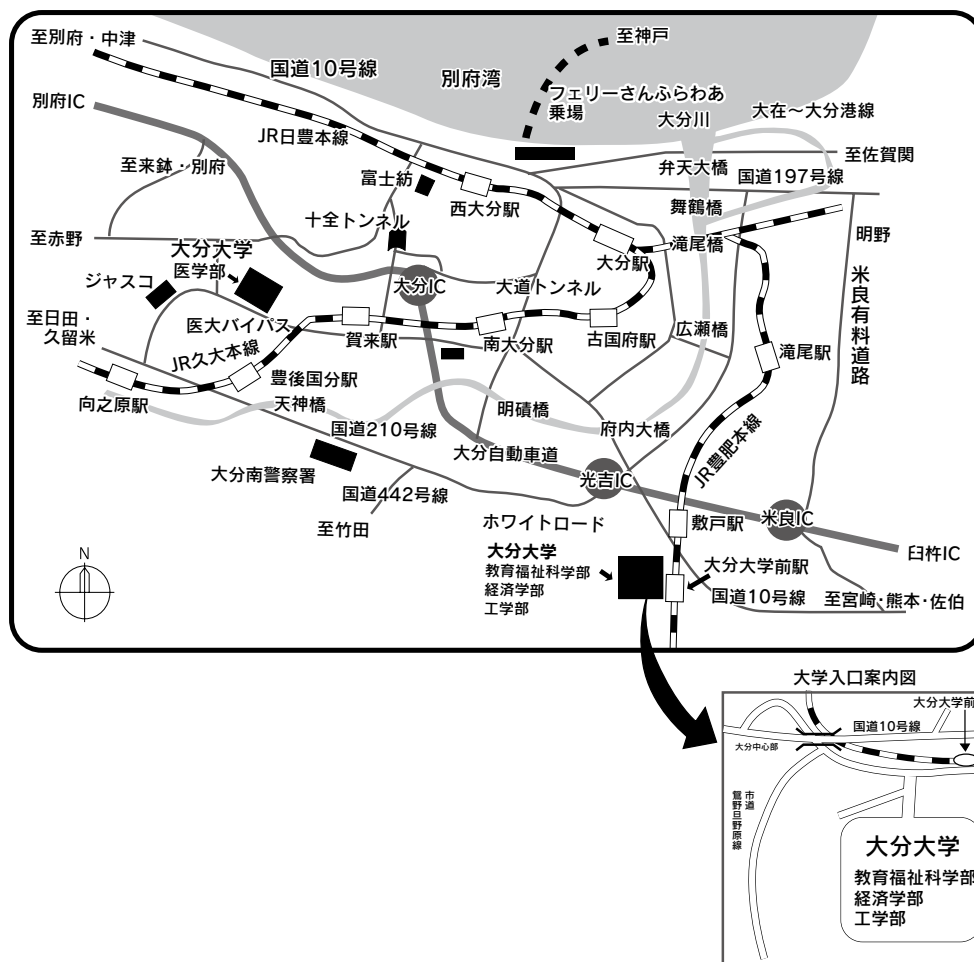 至別府・中津
国道10号線
別府湾
至神戸
フェリーさんふらわあ
乗場
別府IC
JR日豊本線
大分川
大在〜大分港線
至佐賀関
至来鉢・別府
富士紡
西大分駅
弁天大橋
国道197号線
舞鶴橋
十全トンネル
至赤野
大分駅
滝尾橋
明野
大分大学
医学部
ジャスコ
大分IC
大道トンネル
米良有料道路
至日田・
久留米
医大バイパス
賀来駅
南大分駅
古国府駅
広瀬橋
滝尾駅
JR久大本線
豊後国分駅
向之原駅
天神橋
国道210号線
明磧橋
府内大橋
大分自動車道
JR豊肥本線
大分南警察署
国道442号線
光吉IC
至竹田
ホワイトロード
敷戸駅
米良IC
臼杵IC
N
大分大学
教育福祉科学部
経済学部
工学部
大分大学前駅
国道10号線
至宮崎・熊本・佐伯
大学入口案内図
大分大学前
国道10号線
大分中心部
市道
鴛野旦野原線
大分大学
教育福祉科学部
経済学部
工学部